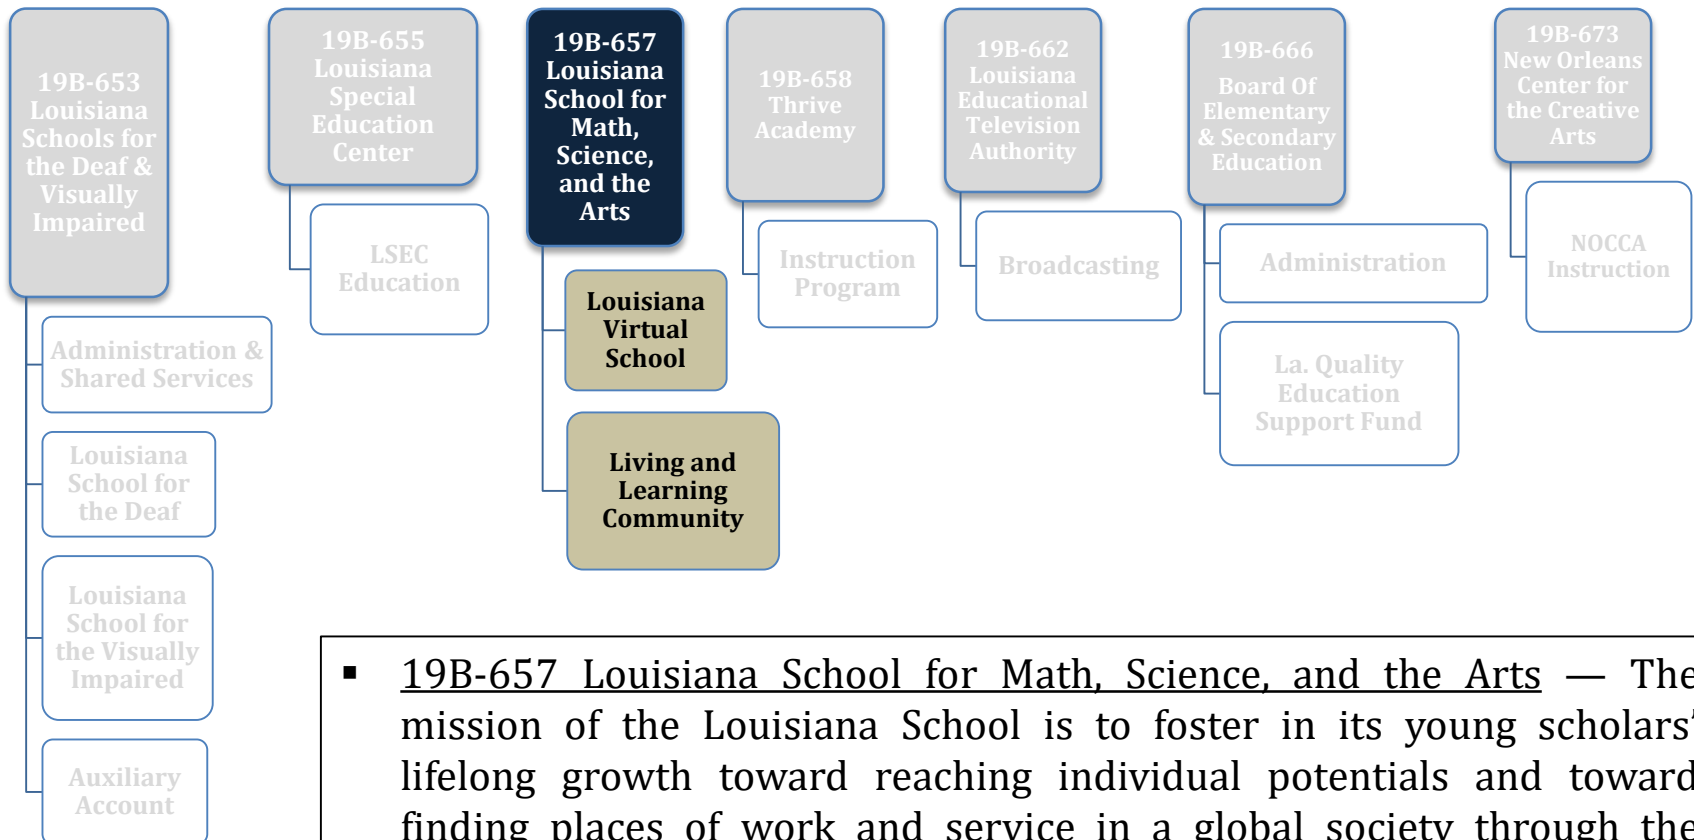 19B-653
Louisiana
Schools for
the Deaf &
Visually
Impaired
Administration &
Shared Services
Louisiana
School for
the Deaf
Louisiana
School for
the Visually
Impaired
Auxiliary
Account
19B-655
Louisiana
Special
Education
Center
LSEC
Education
19B-657
Louisiana
School for
Math,
Science,
and the
Arts
Louisiana
Virtual
School
Living and
Learning
Community
19B-658
Thrive
Academy
Instruction
Program
19B-662
Louisiana
Educational
Television
Authority
Broadcasting
19B-666
Board Of
Elementary
& Secondary
Education
Administration
La. Quality
Education
Support Fund
19B-673
New Orleans
Center for
the Creative
Arts
NOCCA
Instruction
▪ 19B-657 Louisiana School for Math, Science, and the Arts — The
mission of the Louisiana School is to foster in its young scholars'
lifelong growth toward reaching individual potentials and toward
finding places of work and service in a global society through the